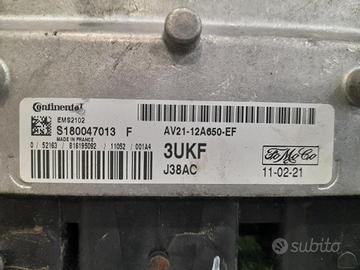 Continental
EMS2102
S180047013 F
MADE IN FRANCE
0 / 52163 / 816195092 / 11052 / 001A4
AV21-12A650-EF
3UKF
J38AC
FoMoCo
11-02-21
subito